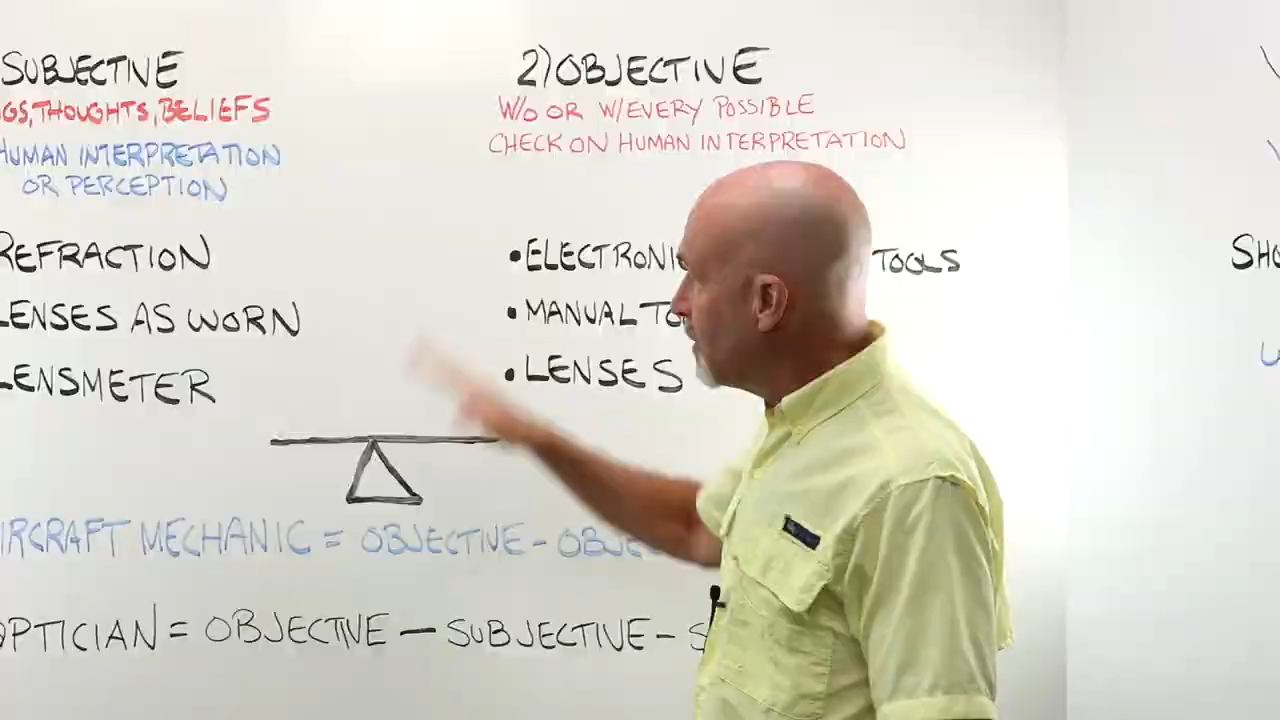 SUBJECTIVE
GS, THOUGHTS, BELIEFS
HUMAN INTERPRETATION
OR PERCEPTION
REFRACTION
LENSES AS WORN
LENSMETER
2) OBJECTIVE
W/O OR W/EVERY POSSIBLE
CHECK ON HUMAN INTERPRETATION
• ELECTRONI TOOLS
• MANUAL TO
• LENSES
IRCRAFT MECHANIC = OBJECTIVE - OBJE
OPTICIAN = OBJECTIVE - SUBJECTIVE - S
SHO